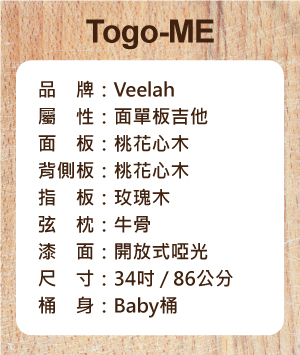 Togo-ME
品　牌：Veelah
屬　性：面單板吉他
面　板：桃花心木
背側板：桃花心木
指　板：玫瑰木
弦　枕：牛骨
漆　面：開放式啞光
尺　寸：34吋 / 86公分
桶　身：Baby桶